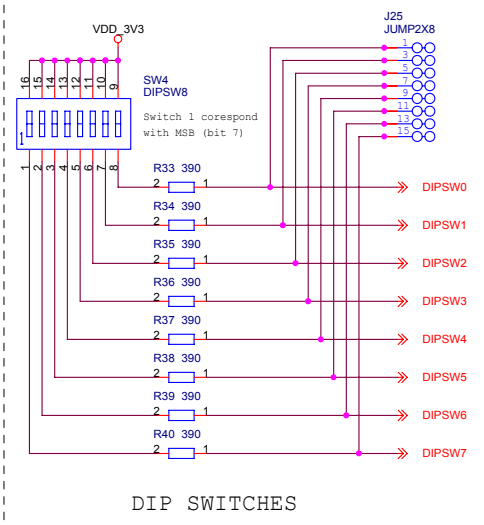 J25
JUMP2X8
VDD_3V3
1
3
5
7
9
11
13
15
16 15 14 13 12 11 10 9
SW4
DIPSW8
Switch 1 corespond
with MSB (bit 7)
1
1 2 3 4 5 6 7 8
R33 390
2 1 DIPSW0
R34 390
2 1 DIPSW1
R35 390
2 1 DIPSW2
R36 390
2 1 DIPSW3
R37 390
2 1 DIPSW4
R38 390
2 1 DIPSW5
R39 390
2 1 DIPSW6
R40 390
2 1 DIPSW7
DIP SWITCHES